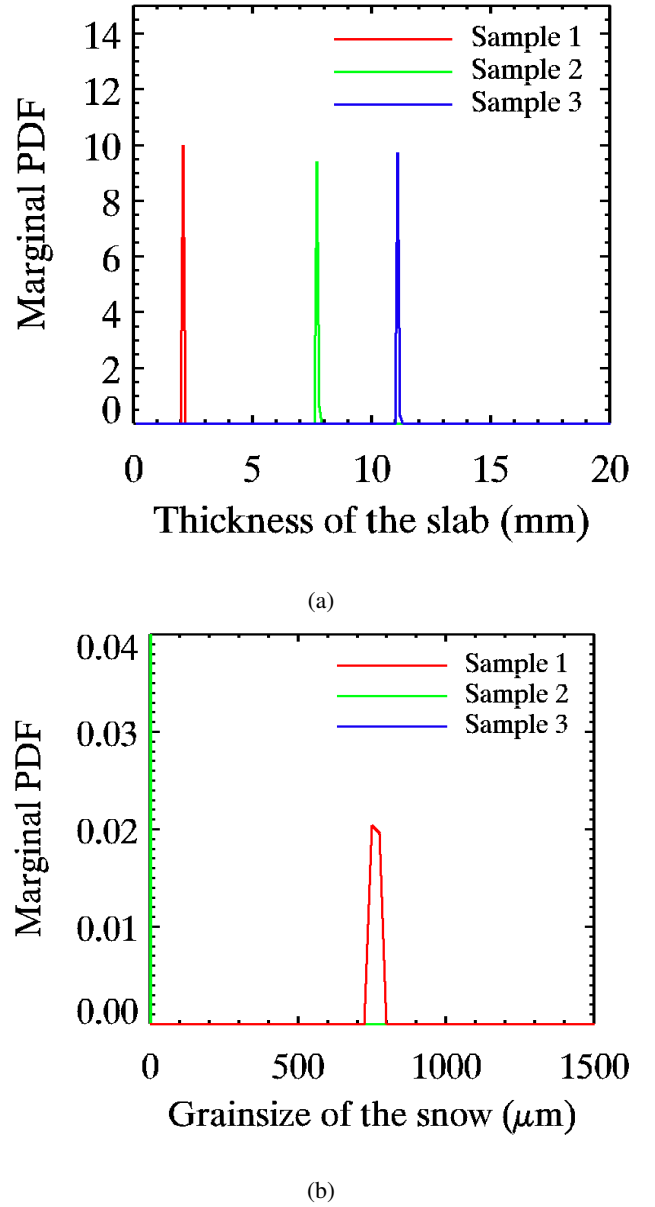 14
12
10
8
6
4
2
0
Marginal PDF
Sample 1
Sample 2
Sample 3
0 5 10 15 20
Thickness of the slab (mm)
(a)
0.04
0.03
0.02
0.01
0.00
Marginal PDF
Sample 1
Sample 2
Sample 3
0 500 1000 1500
Grainsize of the snow (μm)
(b)